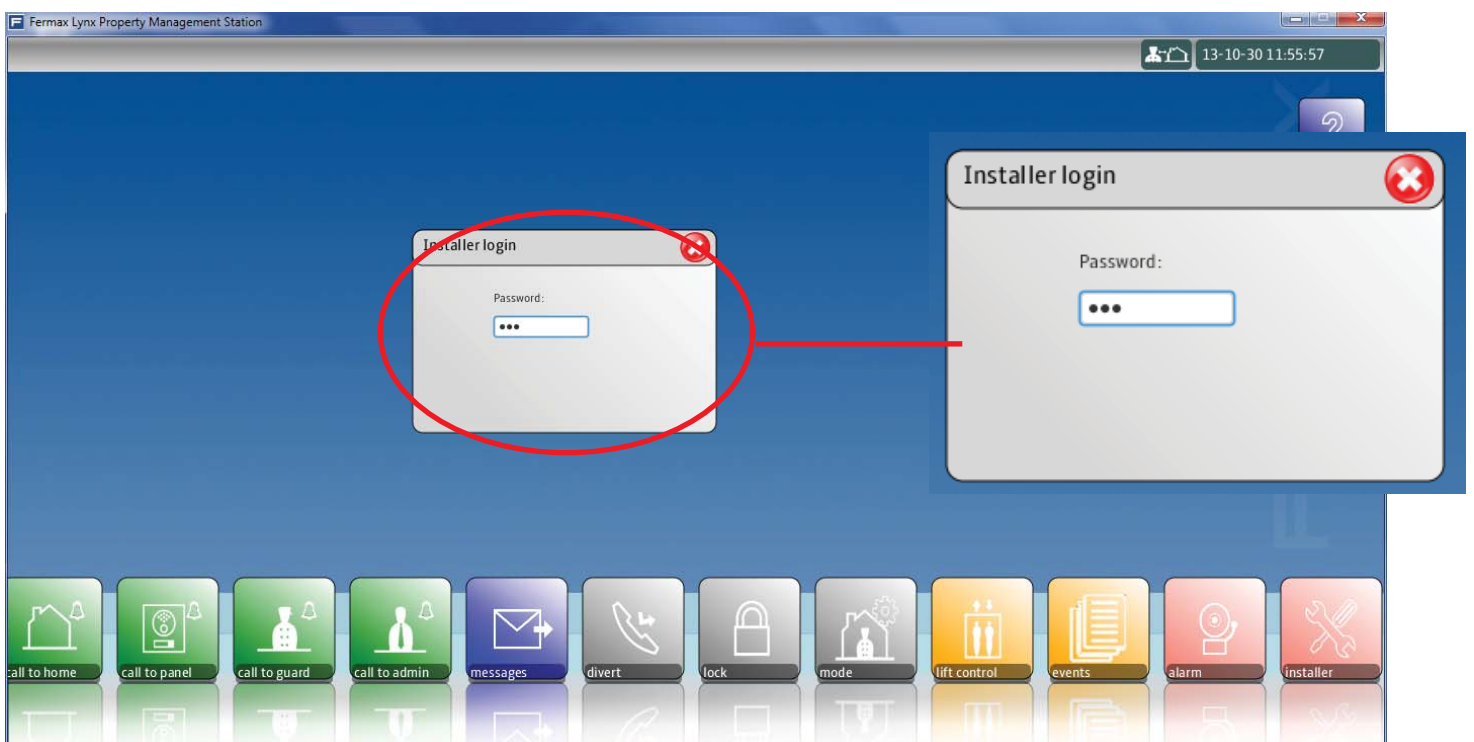 Fermax Lynx Property Management Station
13-10-30 11:55:57
Installer login
Password:
•••
Installer login
Password:
•••
call to home
call to panel
call to guard
call to admin
messages
divert
lock
mode
lift control
events
alarm
installer